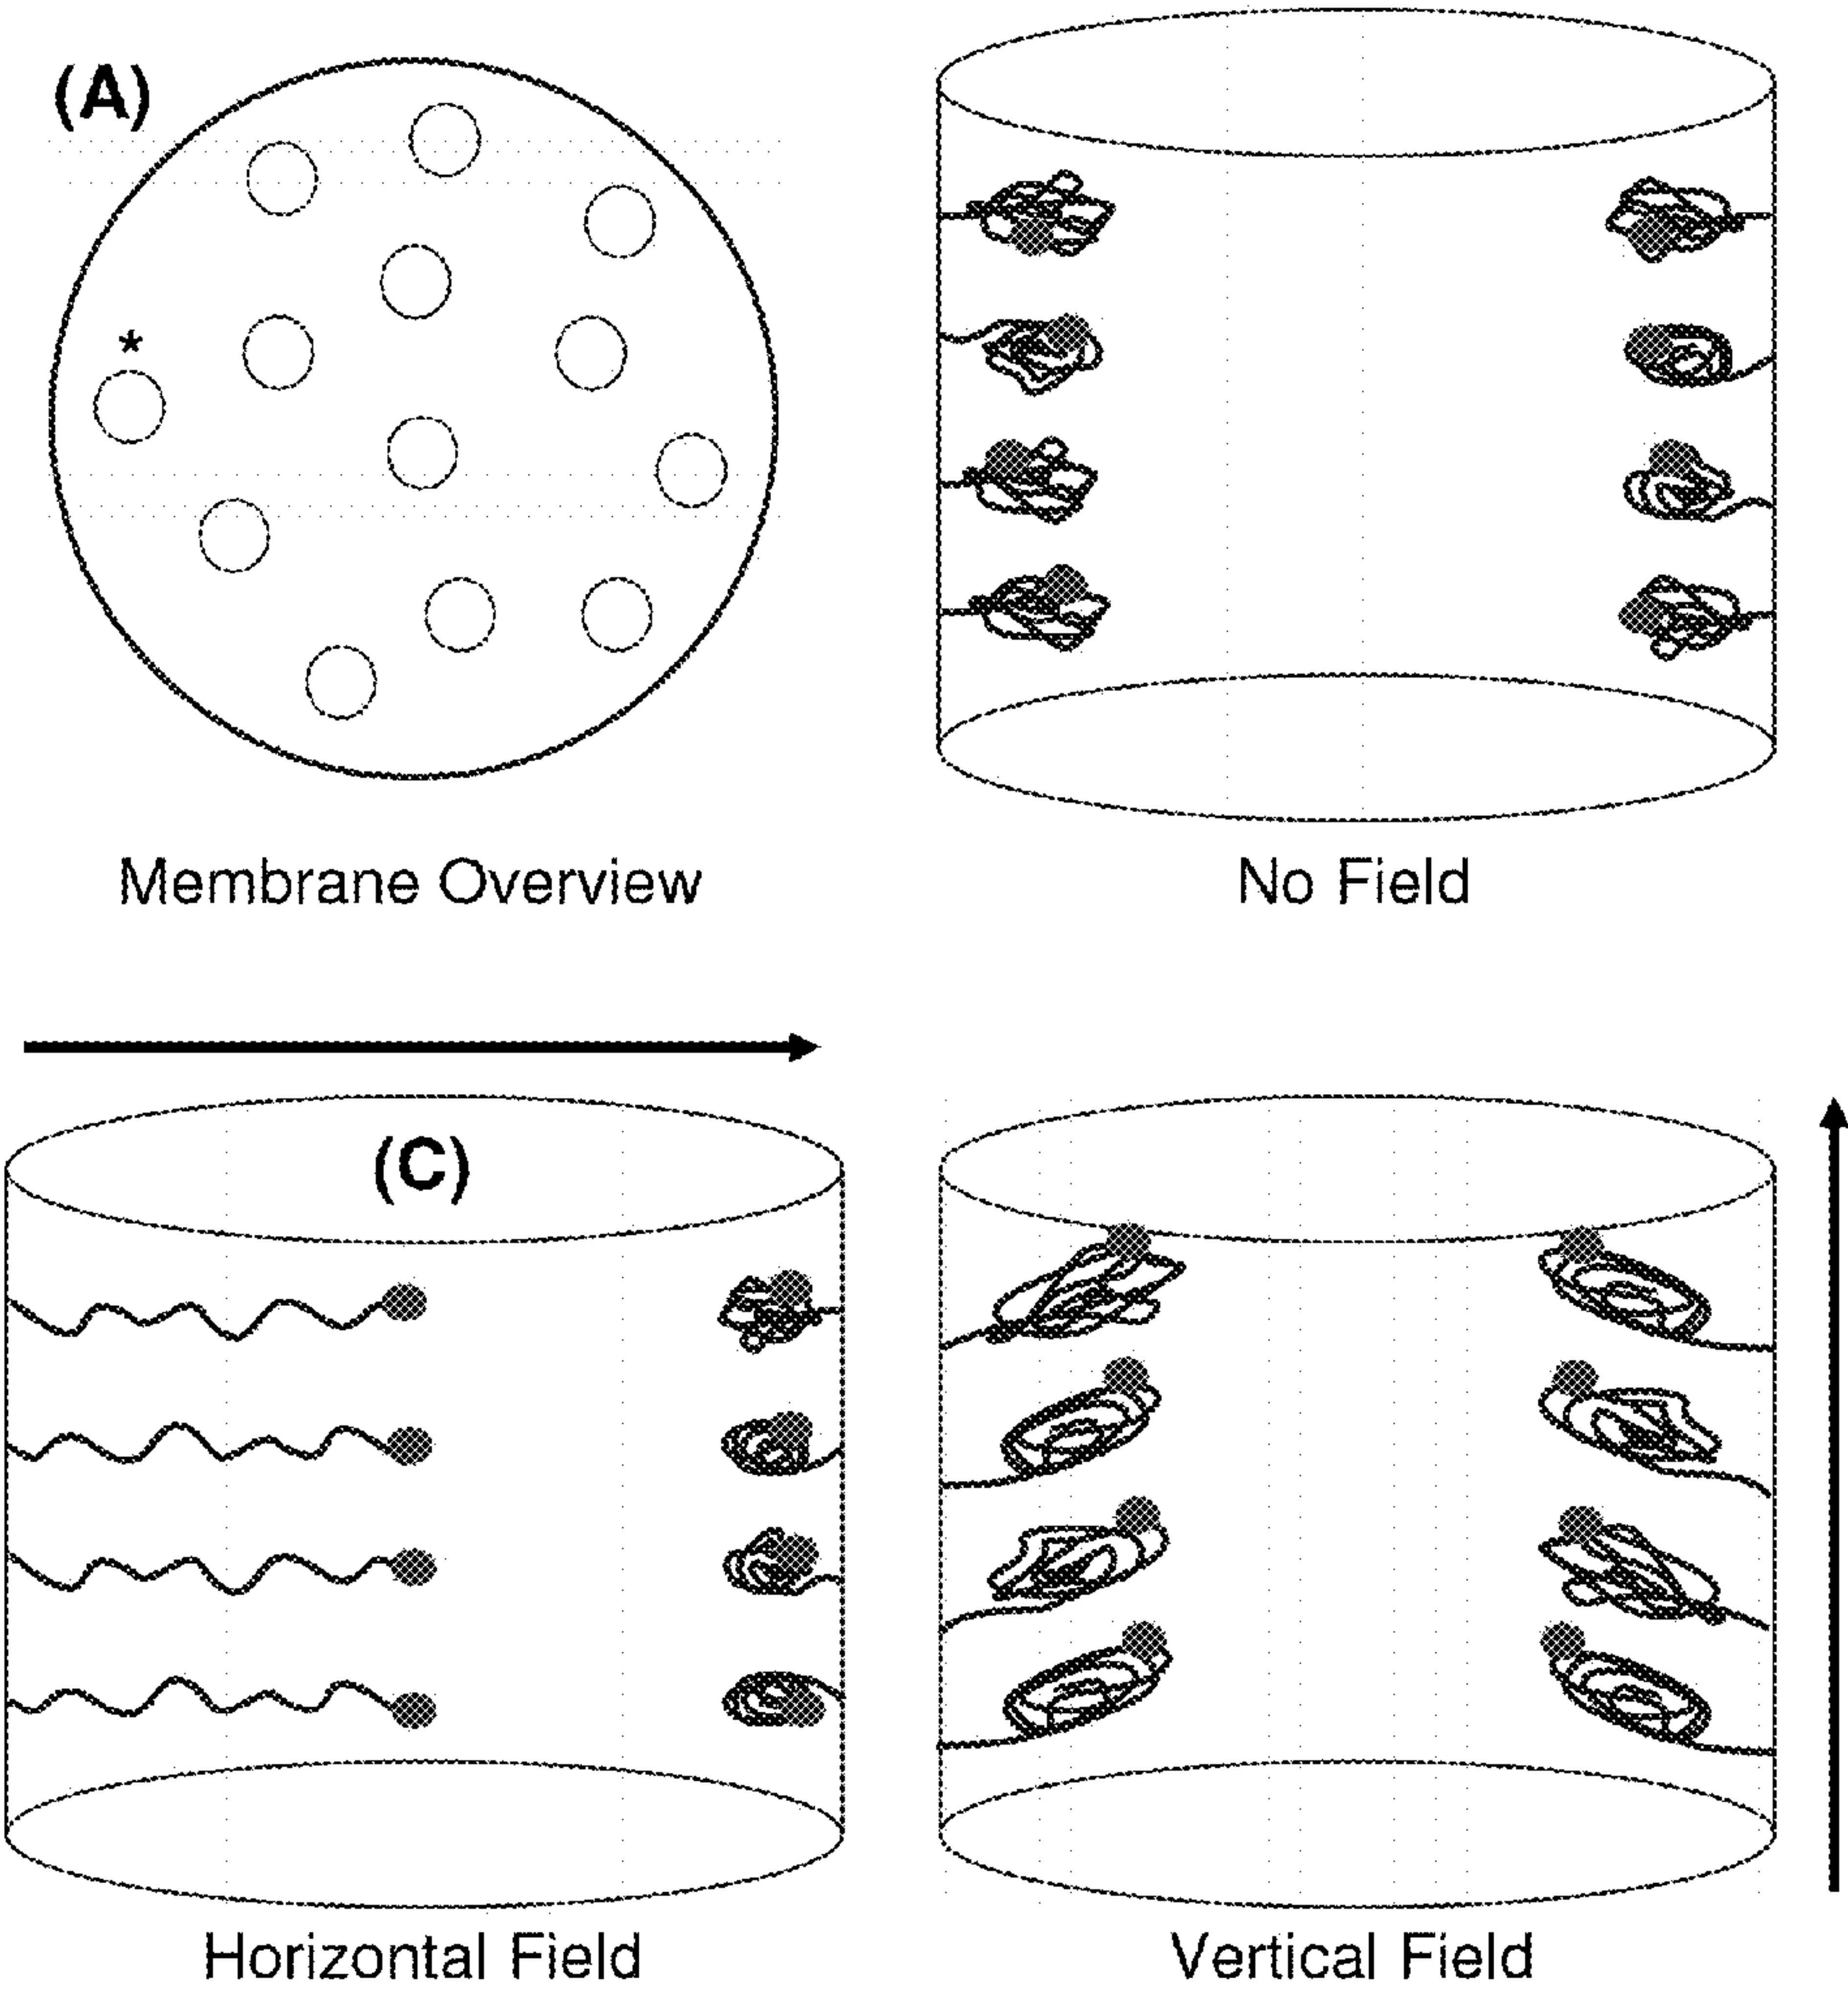 (A)
*
Membrane Overview
No Field
(C)
Horizontal Field
Vertical Field